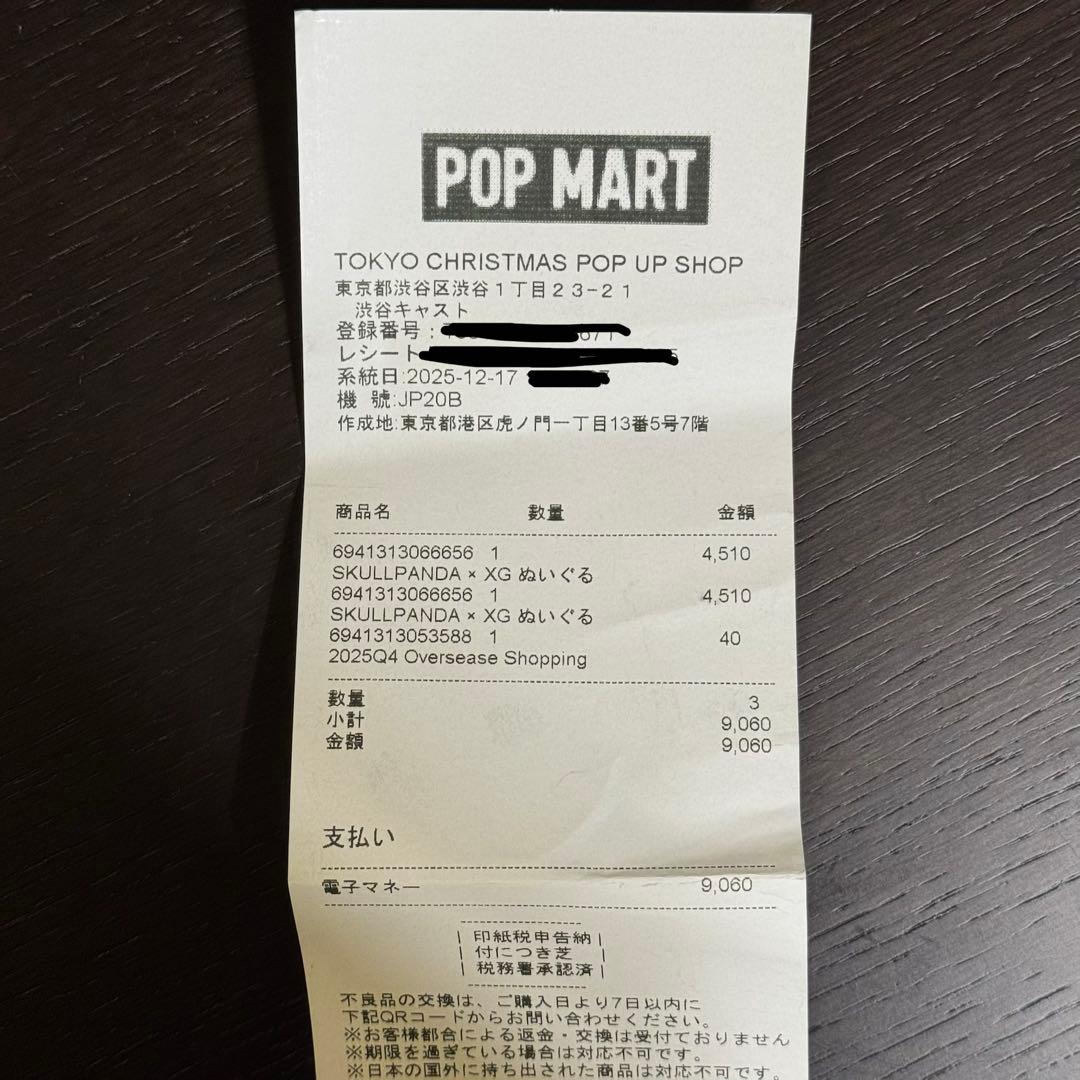 POP MART
TOKYO CHRISTMAS POP UP SHOP
東京都渋谷区渋谷1丁目23-21
渋谷キャスト
登録番号:
レシート
系統日:2025-12-17
機 號:JP20B
作成地:東京都港区虎ノ門一丁目13番5号7階
商品名 数量 金額
6941313066656 1 4,510
SKULLPANDA × XG ぬいぐる
6941313066656 1 4,510
SKULLPANDA × XG ぬいぐる
6941313053588 1 40
2025Q4 Oversease Shopping
数量 3
小計 9,060
金額 9,060
支払い
電子マネー 9,060
印紙税申告納
付につき芝
税務署承認済
不良品の交換は、ご購入日より7日以内に
下記QRコードからお問い合わせください。
※お客様都合による返金・交換は受付ておりません
※期限を過ぎている場合は対応不可です。
※日本の国外に持ち出された商品は対応不可です。